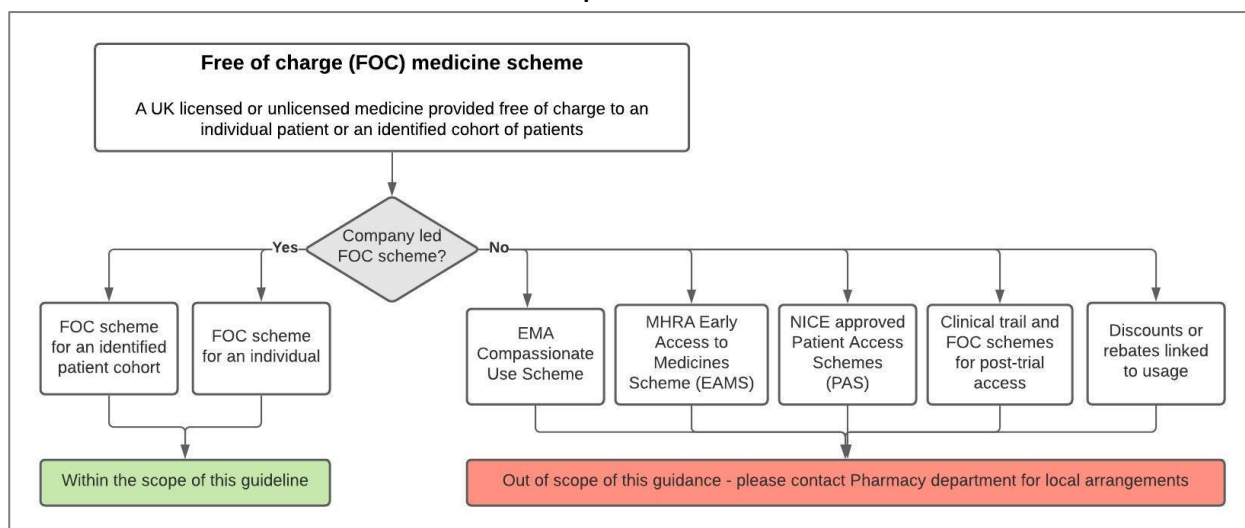 Free of charge (FOC) medicine scheme
A UK licensed or unlicensed medicine provided free of charge to an
individual patient or an identified cohort of patients
Company led
FOC scheme?
Yes
No
FOC scheme
for an identified
patient cohort
FOC scheme
for an individual
EMA
Compassionate
Use Scheme
MHRA Early
Access to
Medicines
Scheme (EAMS)
NICE approved
Patient Access
Schemes
(PAS)
Clinical trail and
FOC schemes
for post-trial
access
Discounts or
rebates linked
to usage
Within the scope of this guideline
Out of scope of this guidance - please contact Pharmacy department for local arrangements